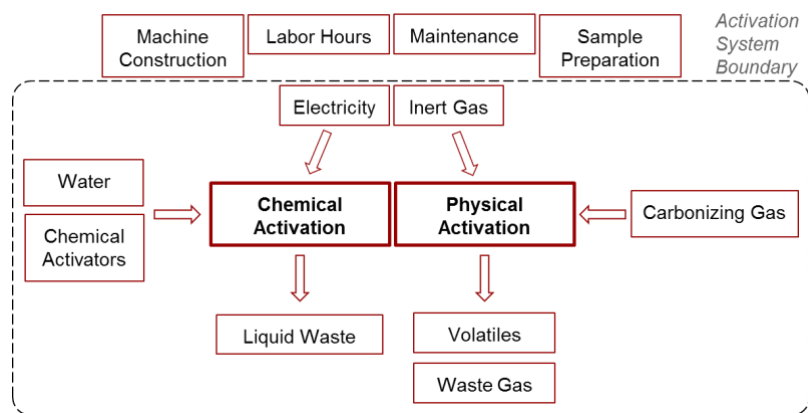 Machine
Construction
Labor Hours
Maintenance
Sample
Preparation
Activation
System
Boundary
Electricity
Inert Gas
Water
Chemical
Activators
Chemical
Activation
Physical
Activation
Carbonizing Gas
Liquid Waste
Volatiles
Waste Gas